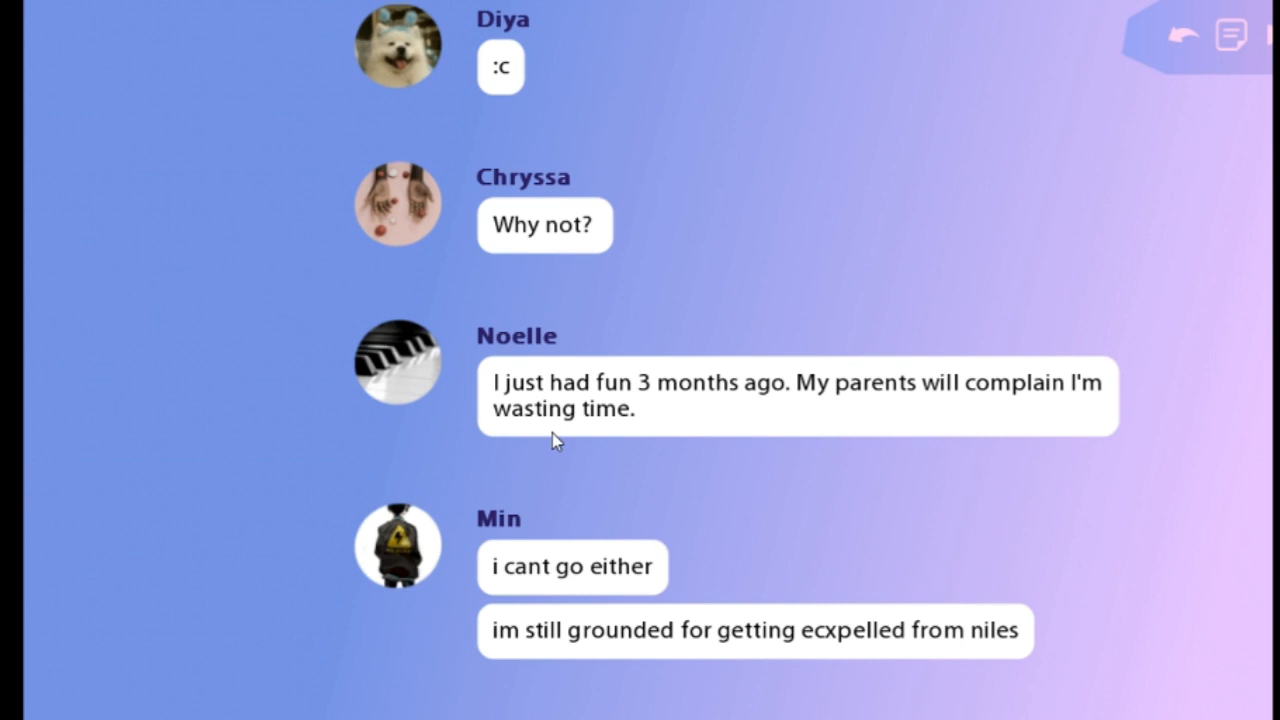 Diya
:c
Chryssa
Why not?
Noelle
I just had fun 3 months ago. My parents will complain I'm
wasting time.
Min
i cant go either
im still grounded for getting ecxpelled from niles